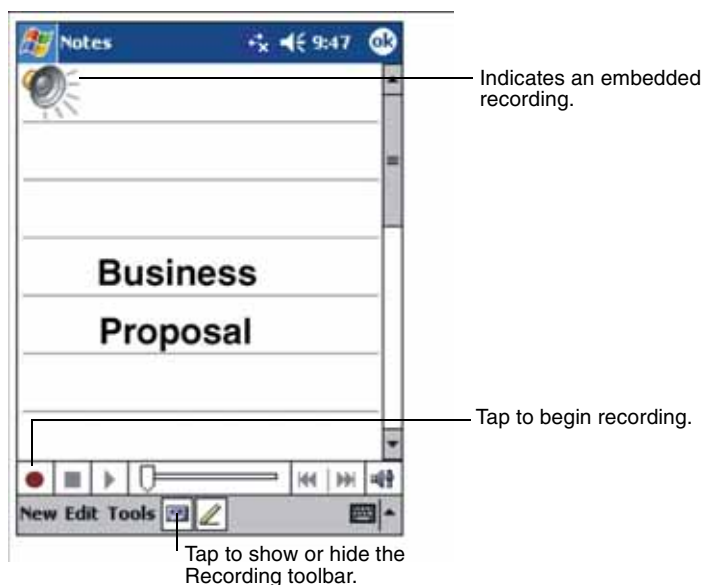 Notes 9:47 ok
Indicates an embedded
recording.
Business
Proposal
Tap to begin recording.
New Edit Tools
Tap to show or hide the
Recording toolbar.